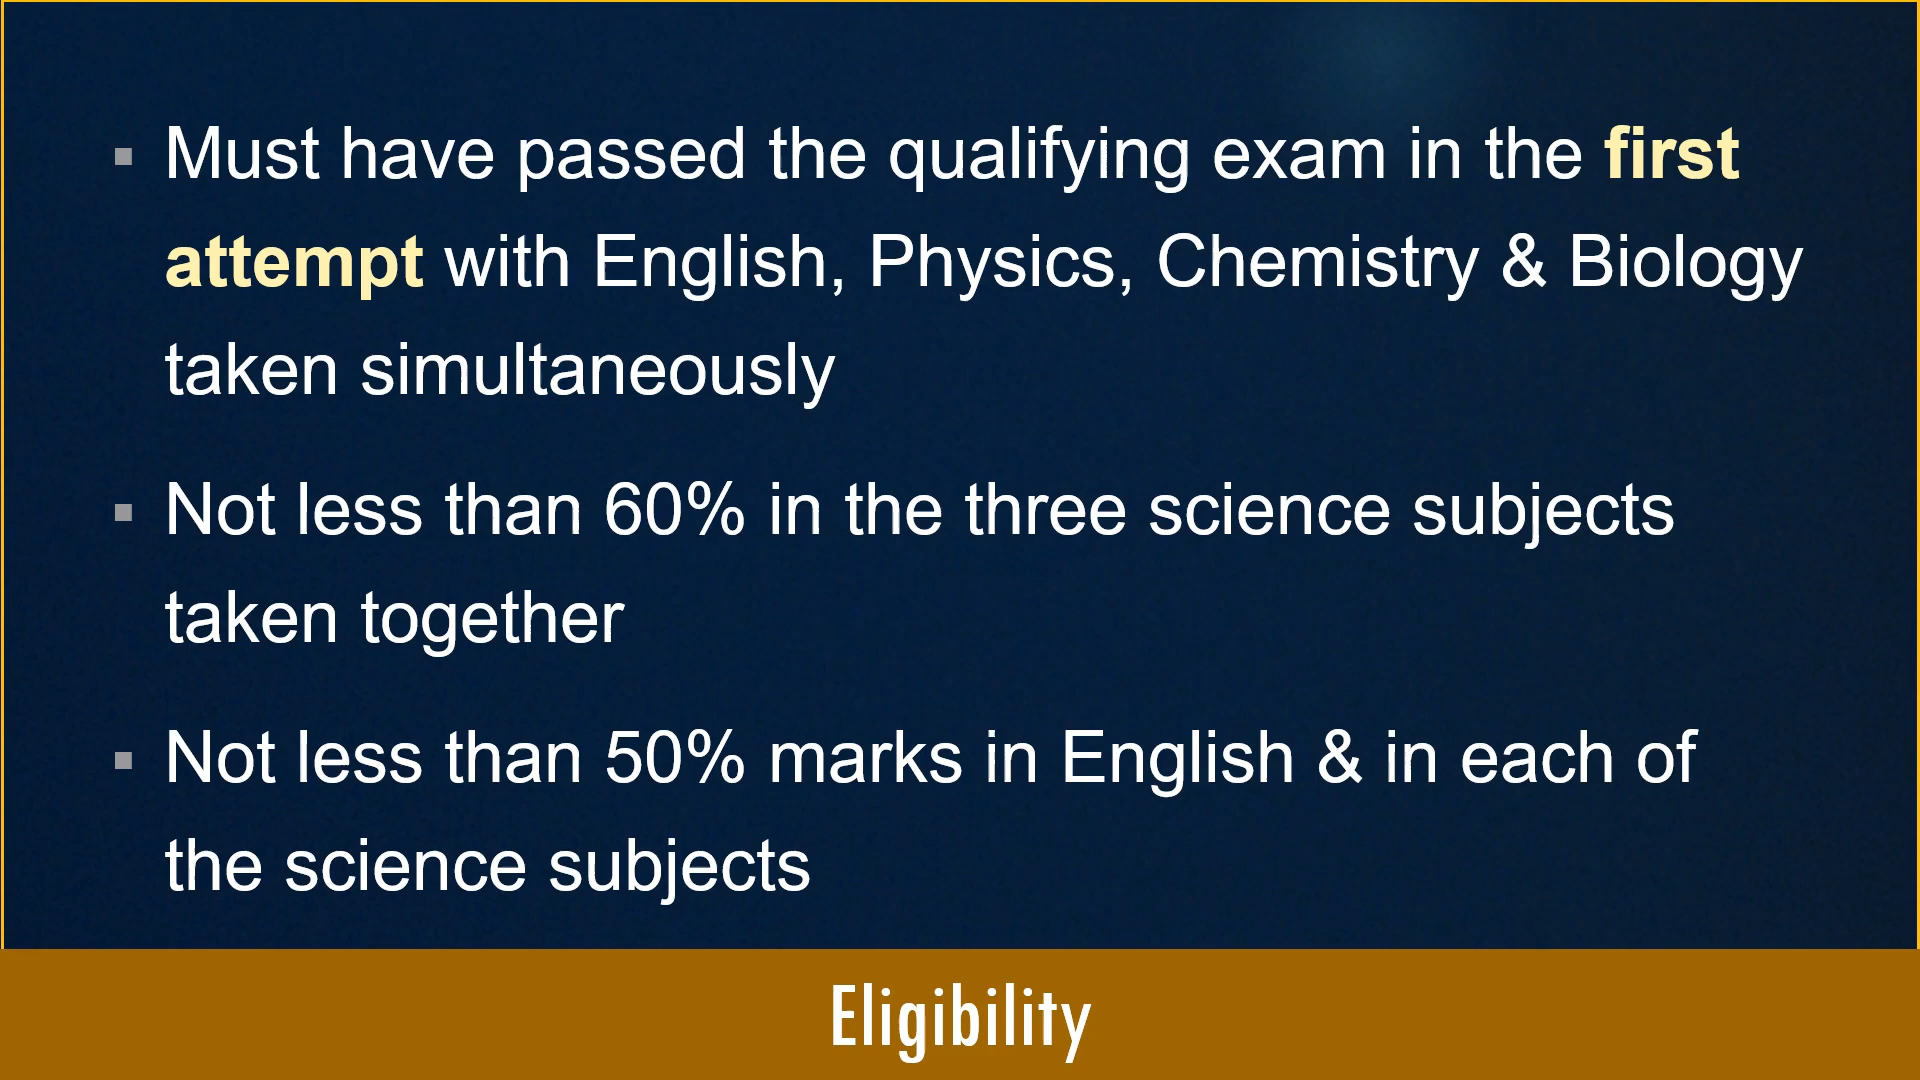 ▪ Must have passed the qualifying exam in the first
attempt with English, Physics, Chemistry & Biology
taken simultaneously
▪ Not less than 60% in the three science subjects
taken together
▪ Not less than 50% marks in English & in each of
the science subjects
Eligibility